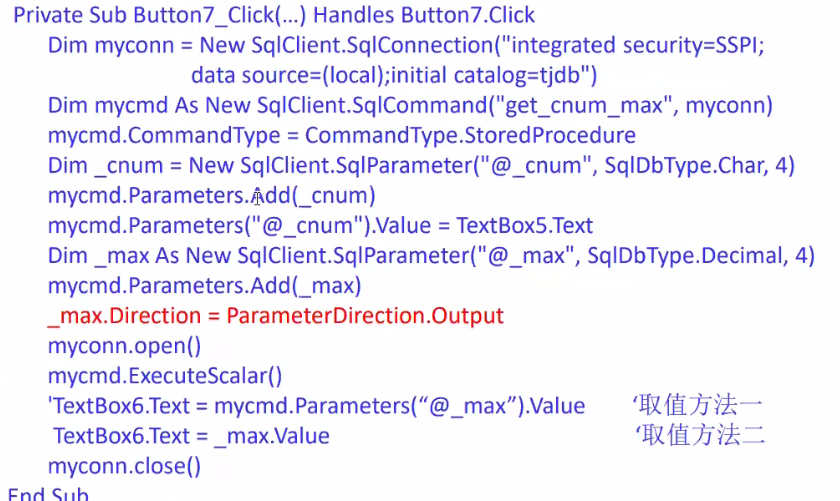 Private Sub Button7_Click(...) Handles Button7.Click
Dim myconn = New SqlClient.SqlConnection("integrated security=SSPI;
data source=(local);initial catalog=tjdb")
Dim mycmd As New SqlClient.SqlCommand("get_cnum_max", myconn)
mycmd.CommandType = CommandType.StoredProcedure
Dim _cnum = New SqlClient.SqlParameter("@_cnum", SqlDbType.Char, 4)
mycmd.Parameters.Add(_cnum)
mycmd.Parameters("@_cnum").Value = TextBox5.Text
Dim _max As New SqlClient.SqlParameter("@_max", SqlDbType.Decimal, 4)
mycmd.Parameters.Add(_max)
_max.Direction = ParameterDirection.Output
myconn.open()
mycmd.ExecuteScalar()
'TextBox6.Text = mycmd.Parameters(“@_max”).Value ‘取值方法一
TextBox6.Text = _max.Value ‘取值方法二
myconn.close()
End Sub